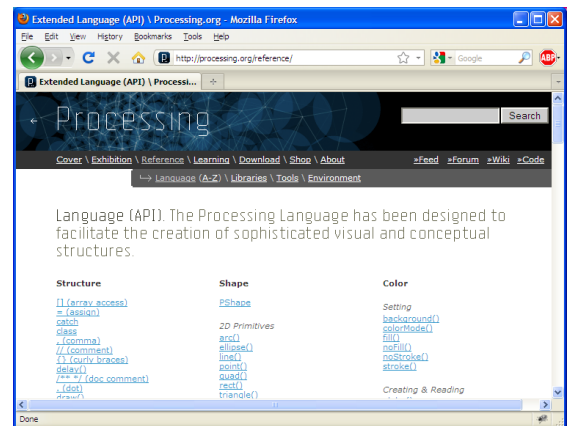 Extended Language (API) \ Processing.org - Mozilla Firefox
File Edit View History Bookmarks Tools Help
http://processing.org/reference/
Google
ABP
Extended Language (API) \ Processi...
Processing
Search
Cover \ Exhibition \ Reference \ Learning \ Download \ Shop \ About »Feed »Forum »Wiki »Code
Language (A-Z) \ Libraries \ Tools \ Environment
Language (API). The Processing Language has been designed to
facilitate the creation of sophisticated visual and conceptual
structures.
Structure
[] (array access)
= (assign)
catch
class
, (comma)
// (comment)
{} (curly braces)
delay()
/** */ (doc comment)
. (dot)
draw()
Shape
PShape
2D Primitives
arc()
ellipse()
line()
point()
quad()
rect()
triangle()
Color
Setting
background()
colorMode()
fill()
noFill()
noStroke()
stroke()
Creating & Reading
Done